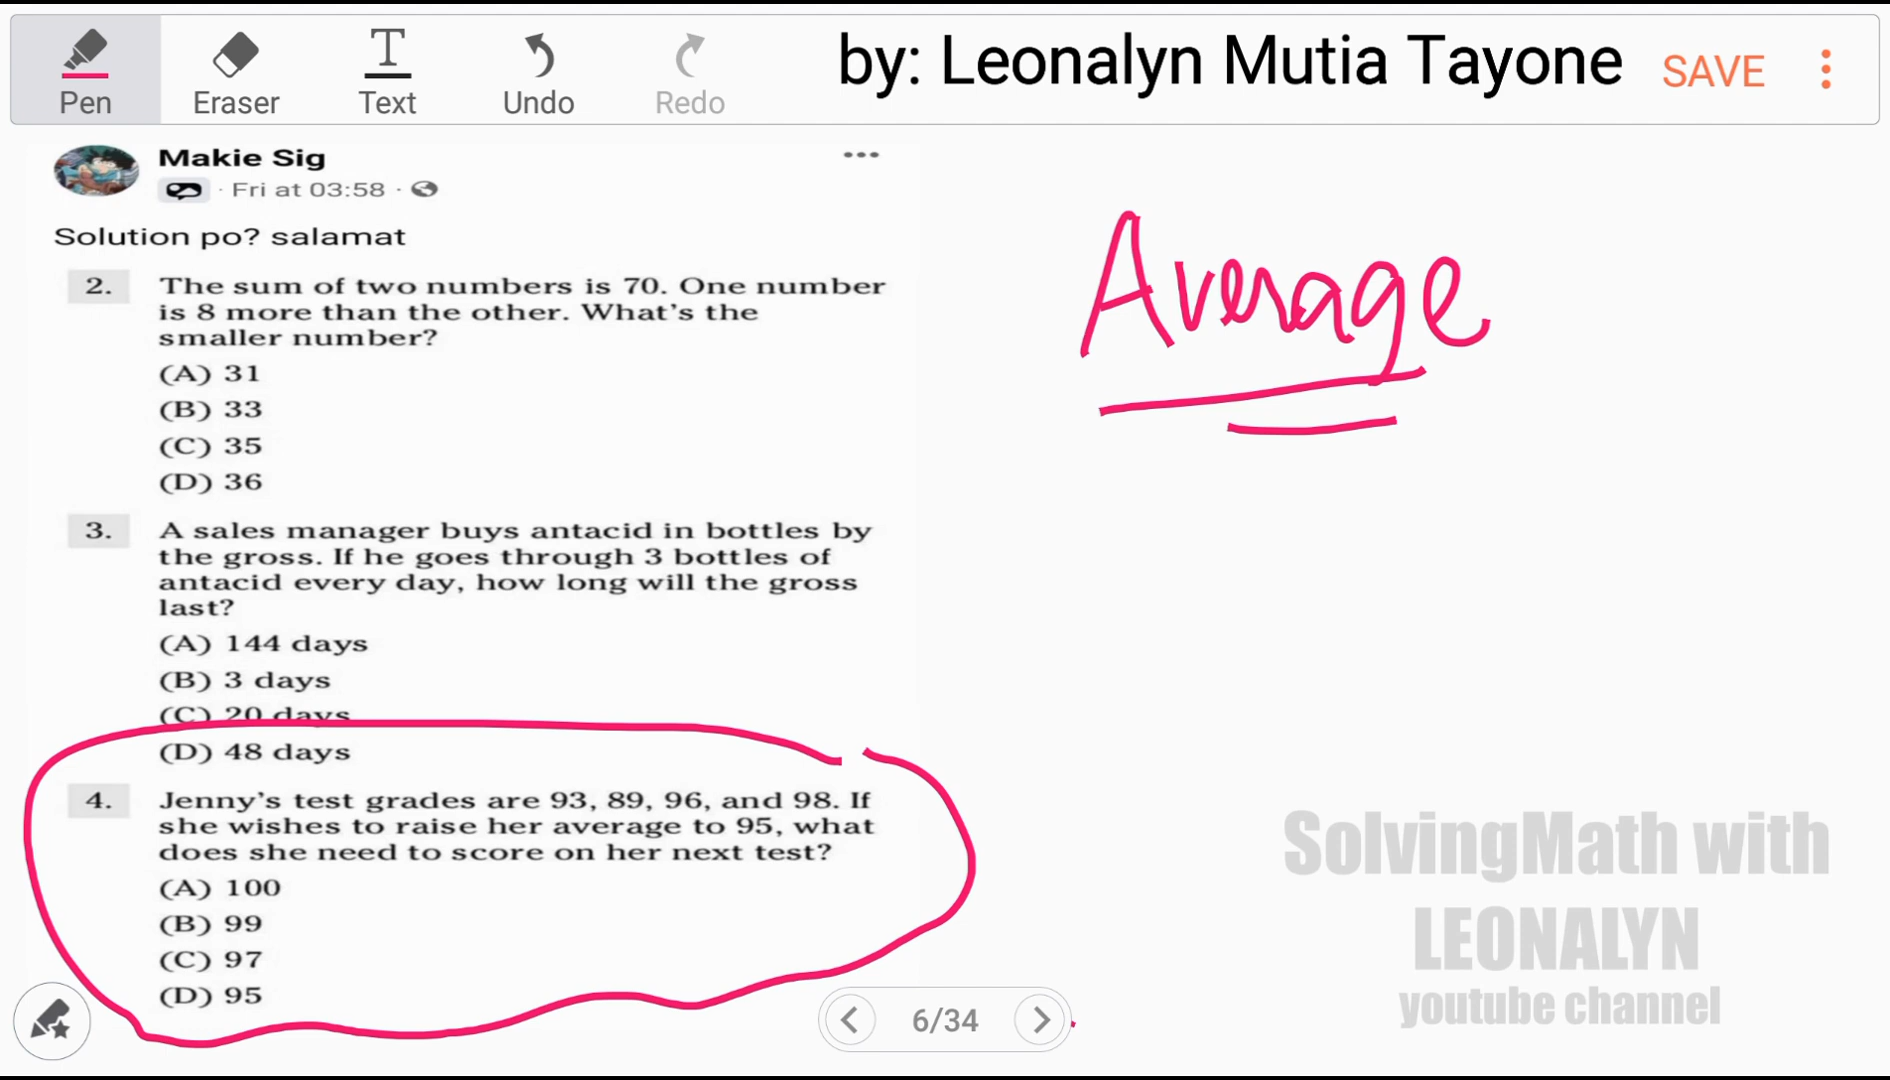 Pen
Eraser
Text
Undo
Redo
by: Leonalyn Mutia Tayone
SAVE
Makie Sig
Fri at 03:58
Solution po? salamat
2. The sum of two numbers is 70. One number
is 8 more than the other. What's the
smaller number?
(A) 31
(B) 33
(C) 35
(D) 36
3. A sales manager buys antacid in bottles by
the gross. If he goes through 3 bottles of
antacid every day, how long will the gross
last?
(A) 144 days
(B) 3 days
(C) 20 days
(D) 48 days
4. Jenny's test grades are 93, 89, 96, and 98. If
she wishes to raise her average to 95, what
does she need to score on her next test?
(A) 100
(B) 99
(C) 97
(D) 95
Average
6/34
SolvingMath with
LEONALYN
youtube channel